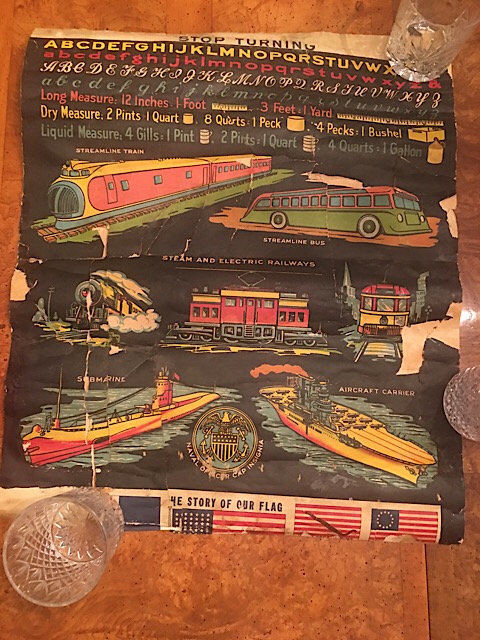 STOP TURNING
ABCDEFGHIJKLMNOPQRSTUVWX
abcdefghijklmnopqrstuvwx &
ABCDEFGHIJKLMNOPQRSTUVWXYZ
abcdefghijklmnopqrstuvw
Long Measure: 12 Inches 1 Foot 3 Feet 1 Yard
Dry Measure: 2 Pints 1 Quart 8 Quarts 1 Peck 4 Pecks: 1 Bushel
Liquid Measure: 4 Gills: 1 Pint 2 Pints: 1 Quart 4 Quarts: 1 Gallon
STREAMLINE TRAIN
STREAMLINE BUS
STEAM AND ELECTRIC RAILWAYS
SUBMARINE
AIRCRAFT CARRIER
NAVAL OFFICER CAP INSIGNIA
HE STORY OF OUR FLAG